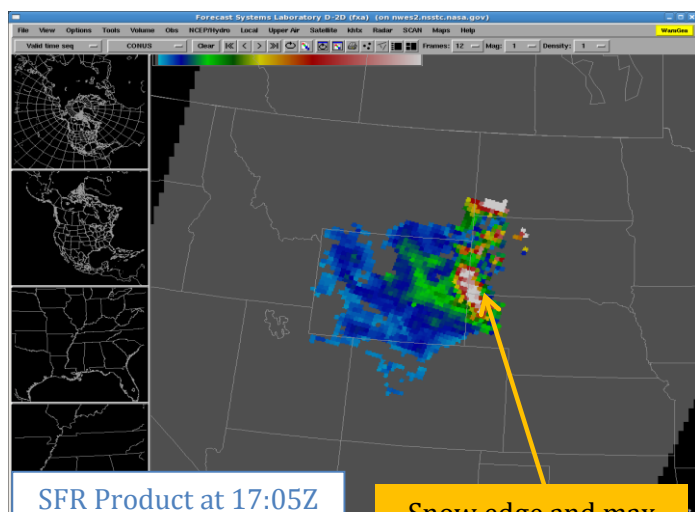 Forecast Systems Laboratory D-2D (fxa) (on nwes2.nsstc.nasa.gov)
File View Options Tools Volume Obs NCEP/Hydro Local Upper Air Satellite kbtx Radar SCAN Maps Help WarnGen
Valid time seq CONUS Clear Frames: 12 Mag: 1 Density: 1
SFR Product at 17:05Z
Snow edge and max